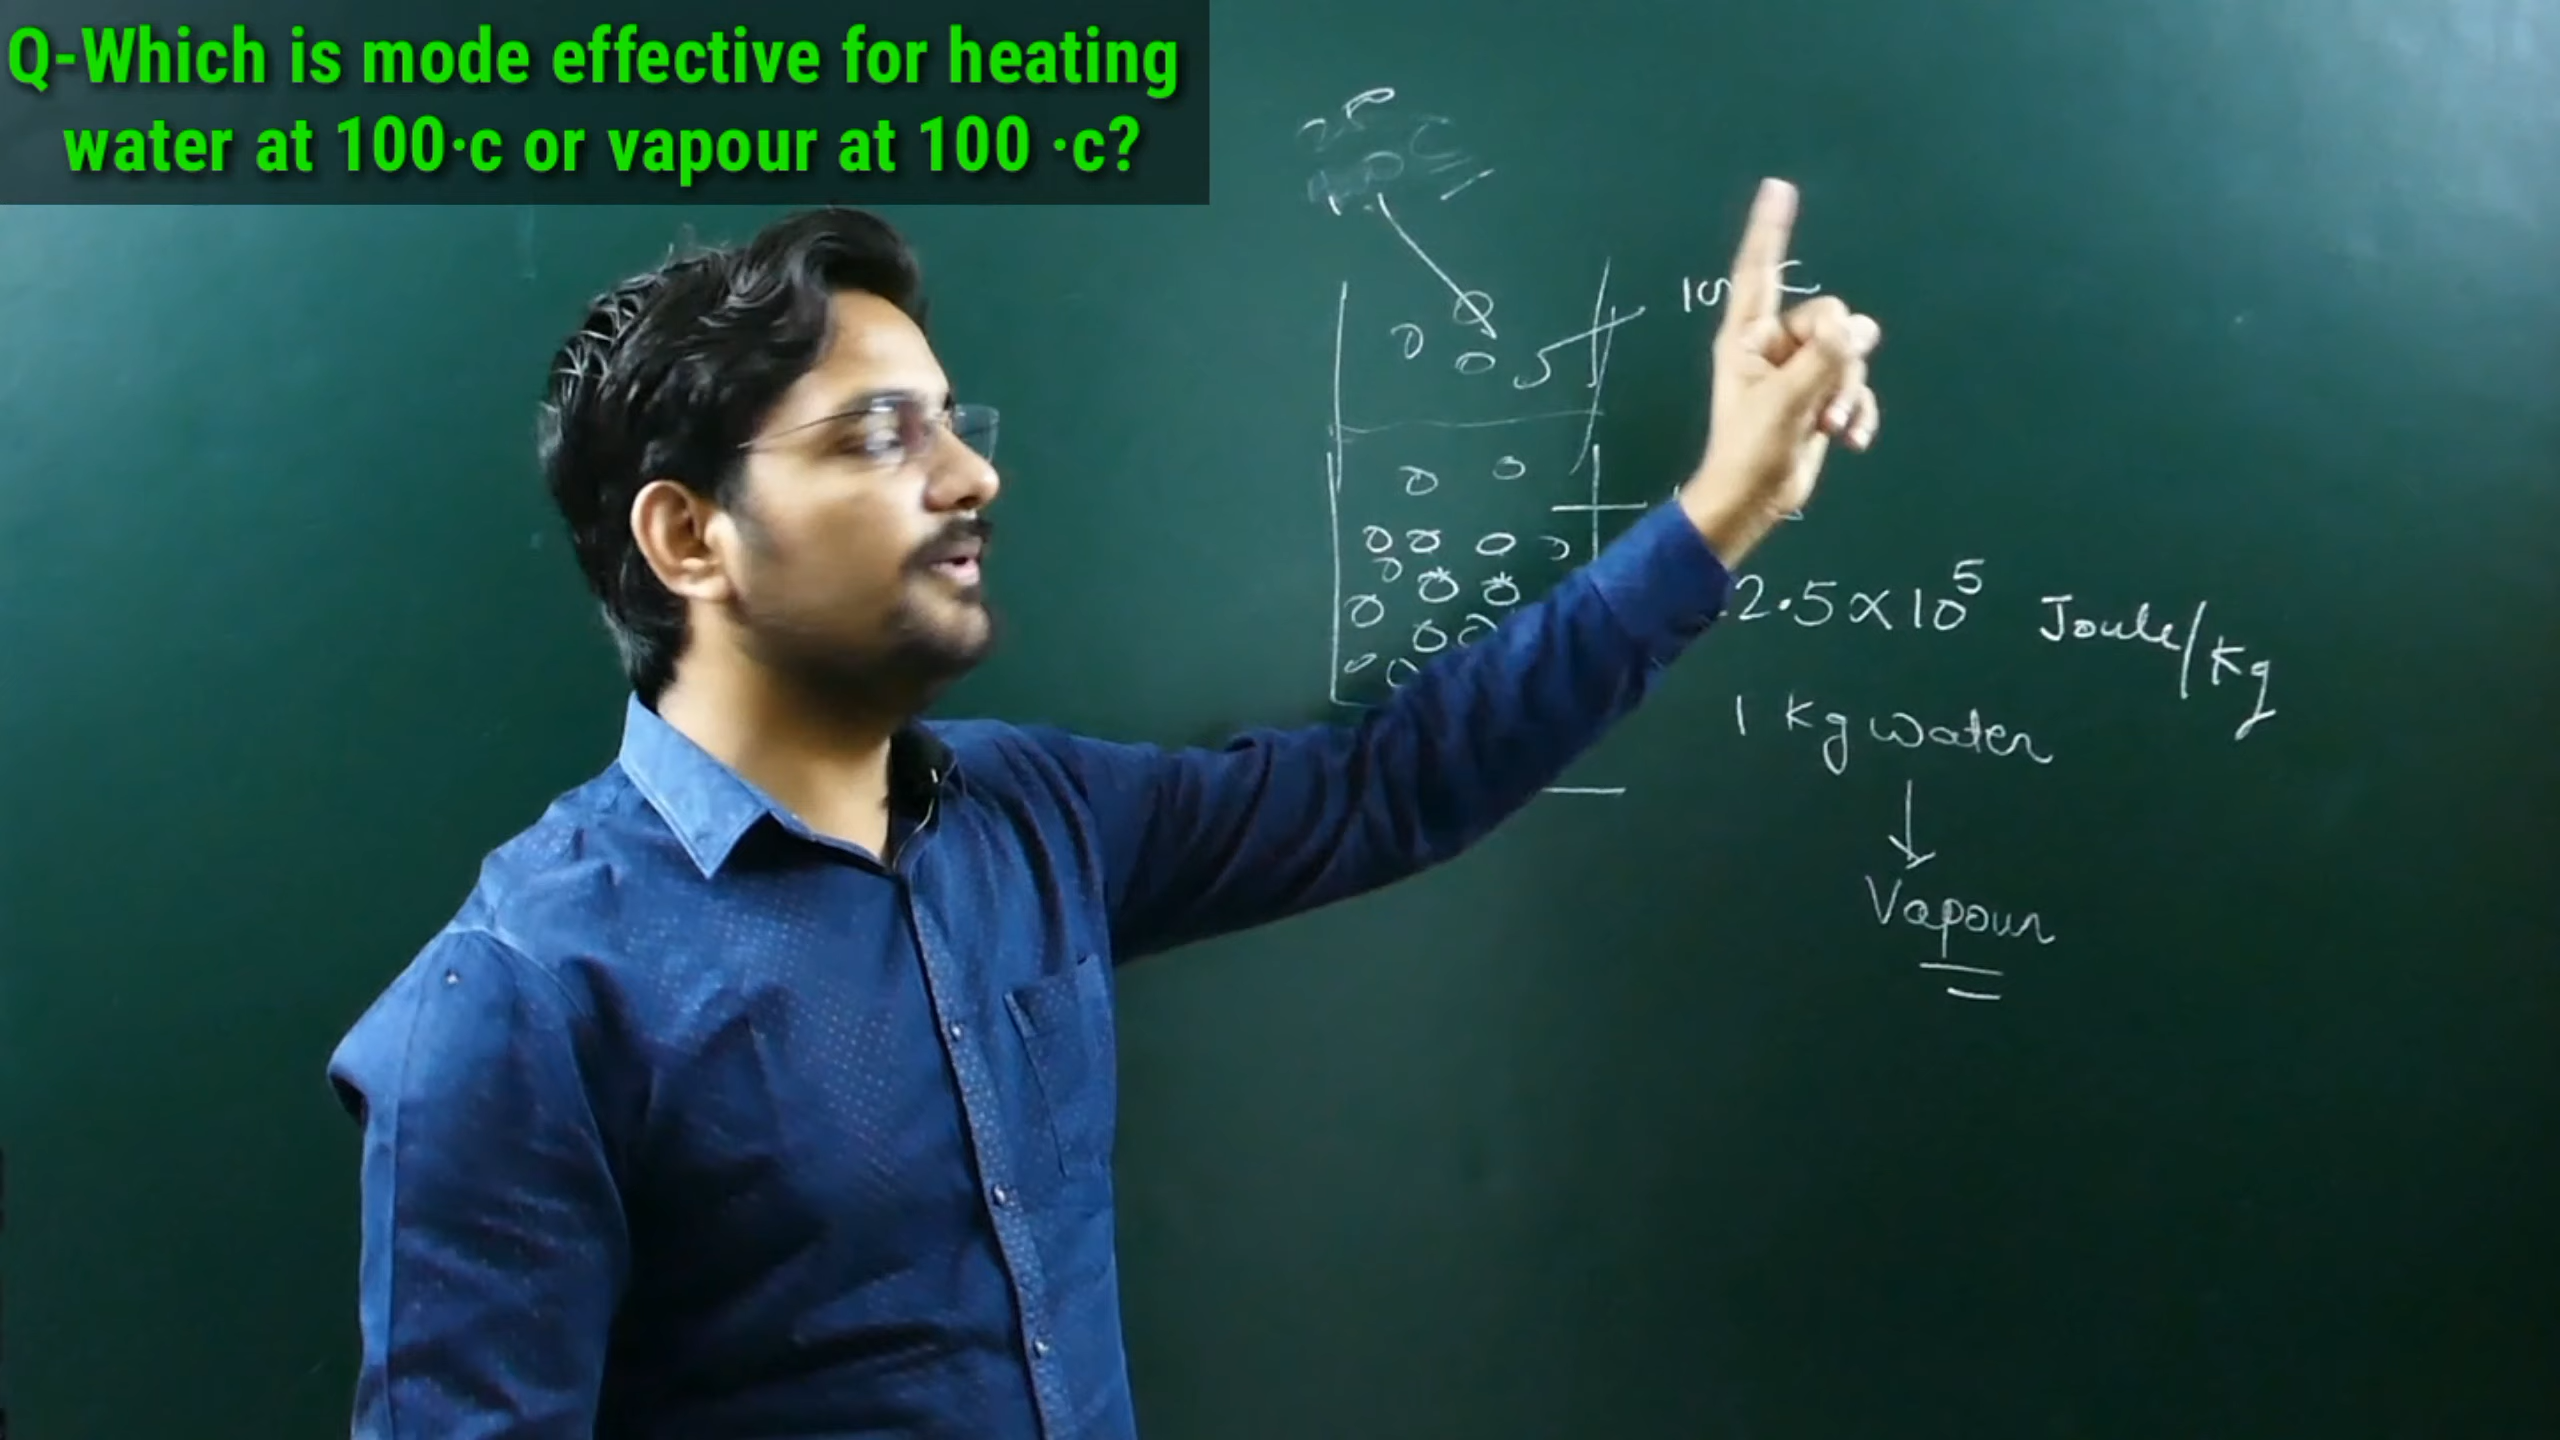 Q-Which is mode effective for heating
water at 100·c or vapour at 100 ·c?
2.5×10⁵ Joule/Kg
1 Kg water
Vapour